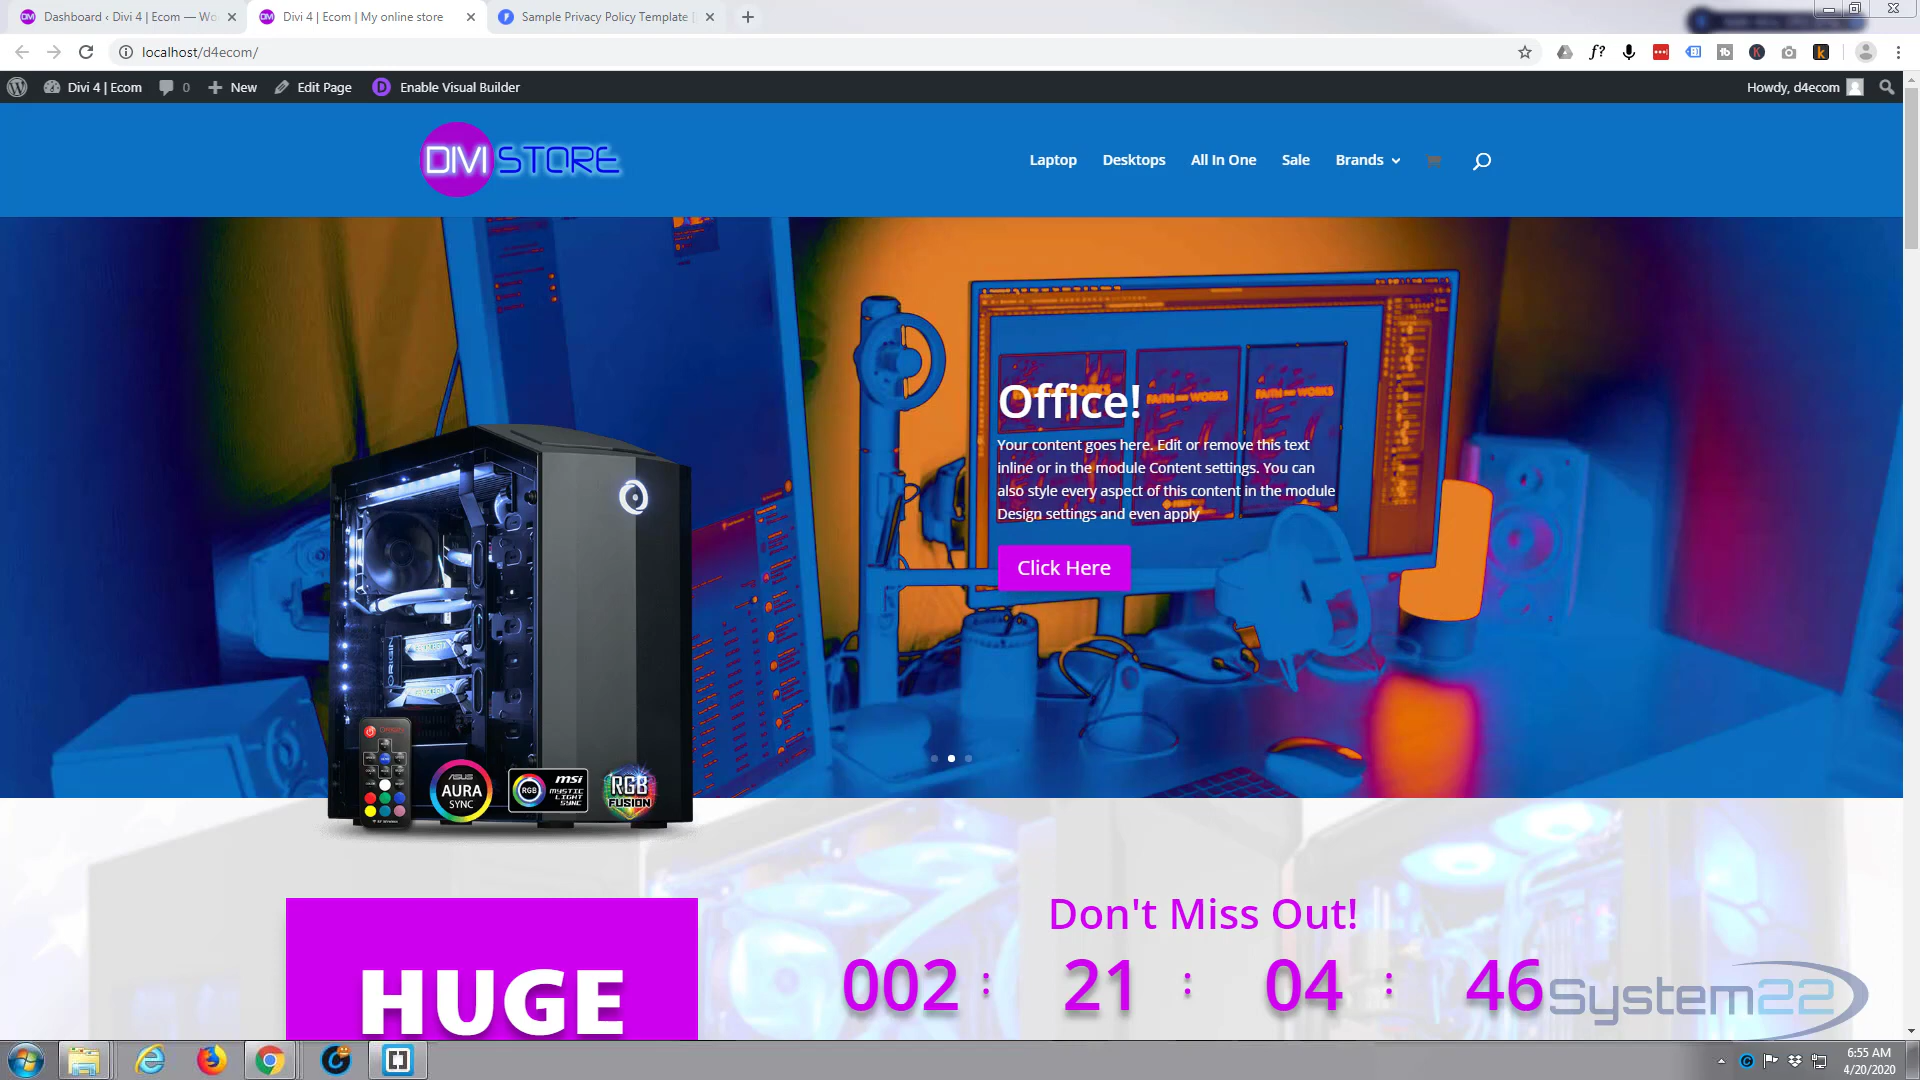 Dashboard ‹ Divi 4 | Ecom — Wo
Divi 4 | Ecom | My online store
Sample Privacy Policy Template
localhost/d4ecom/
Divi 4 | Ecom
0
New
Edit Page
Enable Visual Builder
Howdy, d4ecom
DIVI STORE
Laptop
Desktops
All In One
Sale
Brands
FAITH WORKS
FAITH WORKS
Office!
Your content goes here. Edit or remove this text
inline or in the module Content settings. You can
also style every aspect of this content in the module
Design settings and even apply
Click Here
ORIGIN
ASUS
AURA
SYNC
RGB
msi
MYSTIC
LIGHT
SYNC
RGB
FUSION
HUGE
Don't Miss Out!
002 : 21 : 04 : 46
System22
6:55 AM
4/20/2020